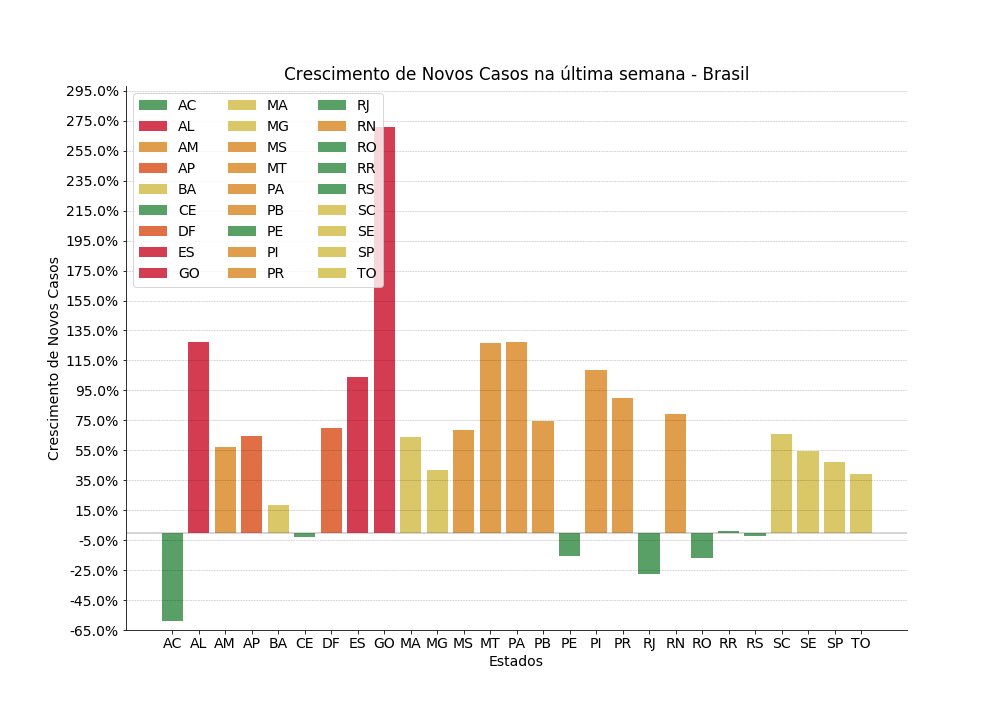 Crescimento de Novos Casos na última semana - Brasil
Crescimento de Novos Casos
295.0%
275.0%
255.0%
235.0%
215.0%
195.0%
175.0%
155.0%
135.0%
115.0%
95.0%
75.0%
55.0%
35.0%
15.0%
-5.0%
-25.0%
-45.0%
-65.0%
AC MA RJ
AL MG RN
AM MS RO
AP MT RR
BA PA RS
CE PB SC
DF PE SE
ES PI SP
GO PR TO
AC AL AM AP BA CE DF ES GO MA MG MS MT PA PB PE PI PR RJ RN RO RR RS SC SE SP TO
Estados